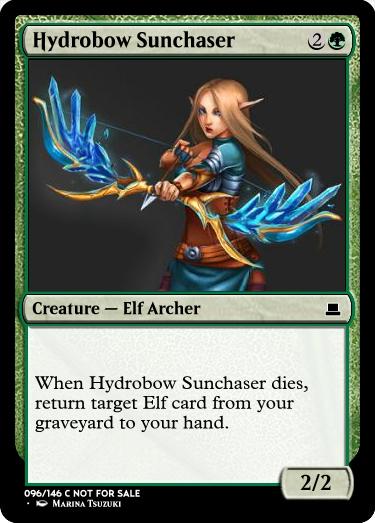 Hydrobow Sunchaser 2
Creature — Elf Archer
When Hydrobow Sunchaser dies,
return target Elf card from your
graveyard to your hand.
2/2
096/146 C NOT FOR SALE
· Marina Tsuzuki